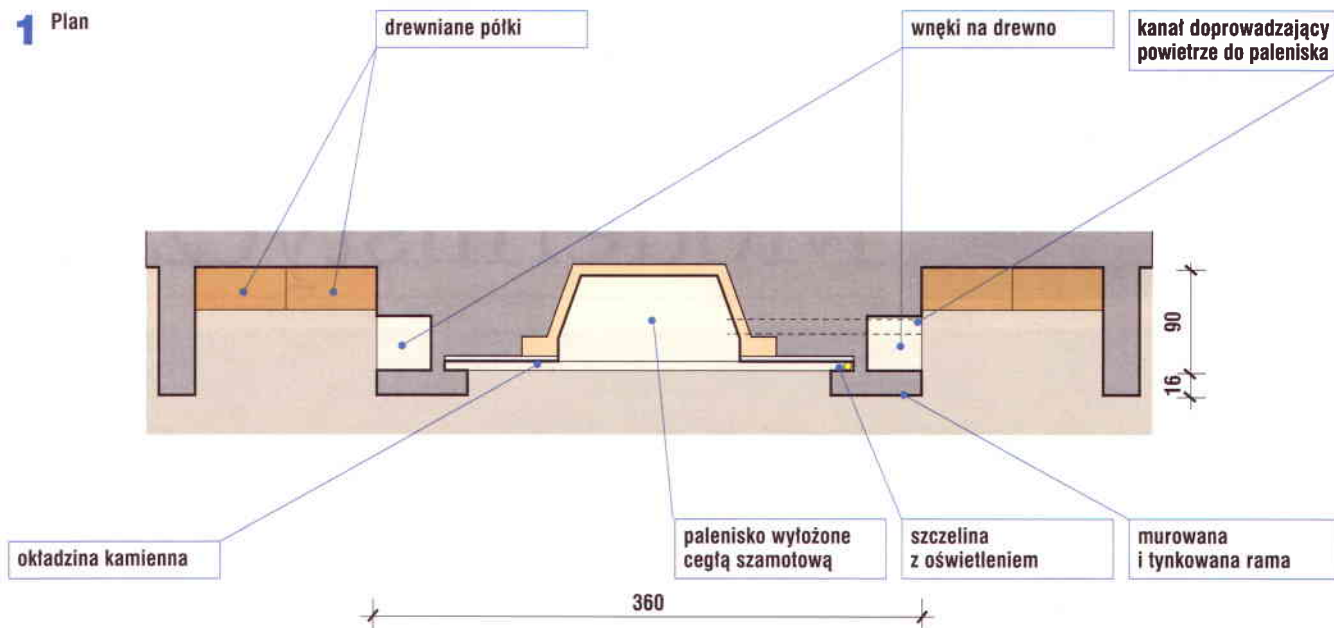 1 Plan
drewniane półki
wnęki na drewno
kanał doprowadzający
powietrze do paleniska
90
16
okładzina kamienna
palenisko wyłożone
cegłą szamotową
szczelina
z oświetleniem
murowana
i tynkowana rama
360